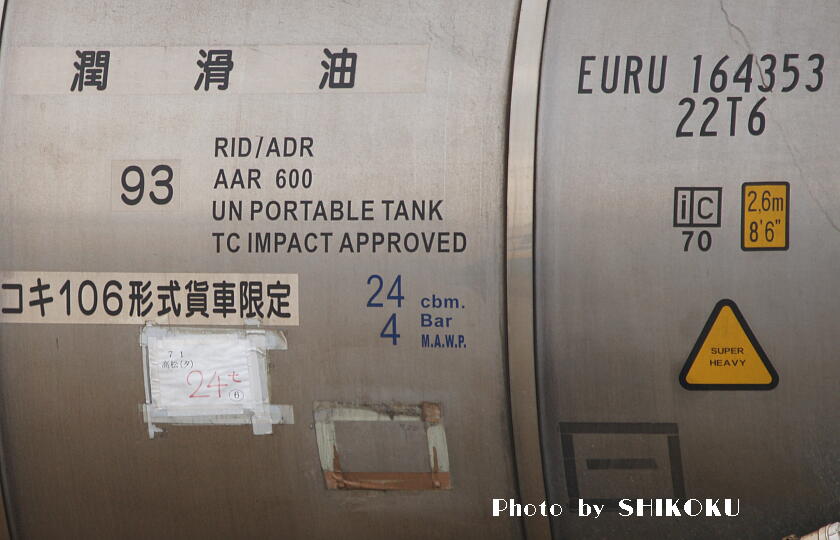 潤滑油
93
RID/ADR
AAR 600
UN PORTABLE TANK
TC IMPACT APPROVED
コキ106形式貨車限定
24 cbm.
4 Bar
M.A.W.P.
71
高松(タ)
24t
6
EURU 164353
22T6
ic
70
2,6m
8'6"
SUPER
HEAVY
Photo by SHIKOKU